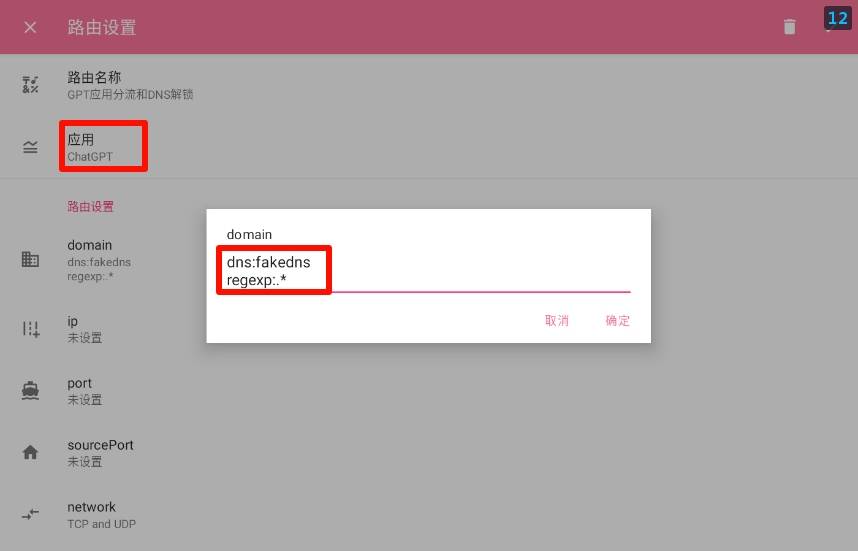 路由设置
12
路由名称
GPT应用分流和DNS解锁
应用
ChatGPT
路由设置
domain
dns:fakedns
regexp:.*
ip
未设置
port
未设置
sourcePort
未设置
network
TCP and UDP
domain
dns:fakedns
regexp:.*
取消 确定